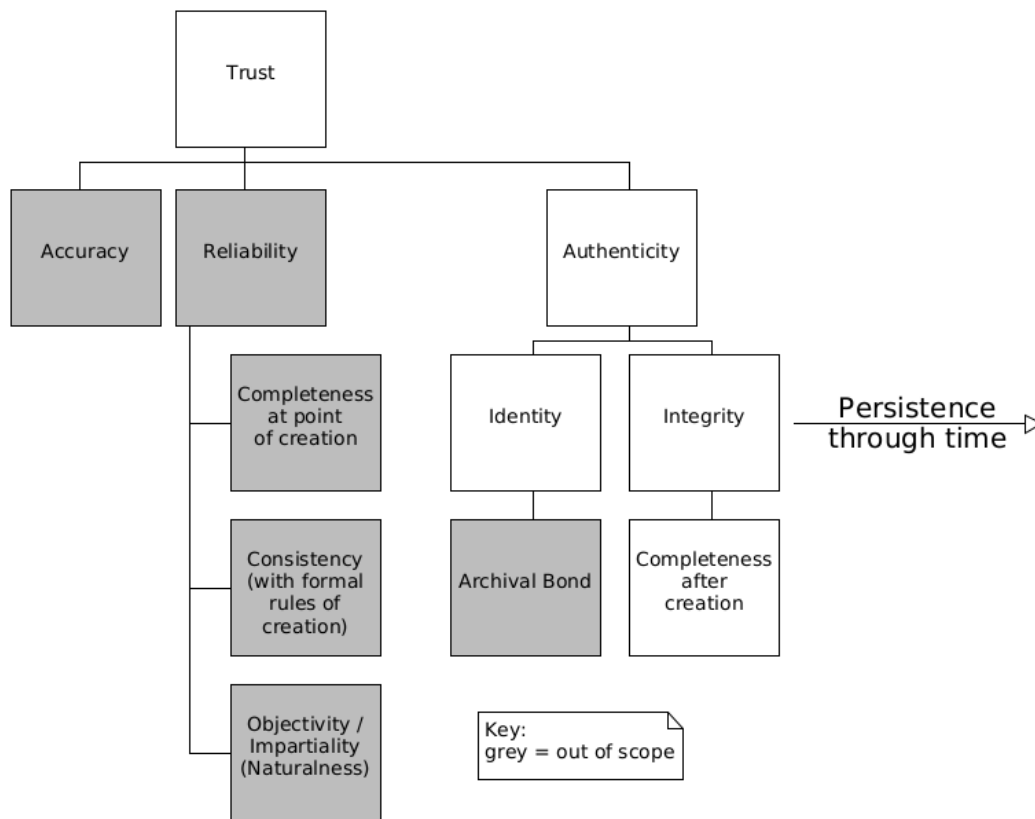 Trust
Accuracy
Reliability
Authenticity
Completeness
at point
of creation
Identity
Integrity
Persistence
through time
Consistency
(with formal
rules of
creation)
Archival Bond
Completeness
after
creation
Objectivity /
Impartiality
(Naturalness)
Key:
grey = out of scope